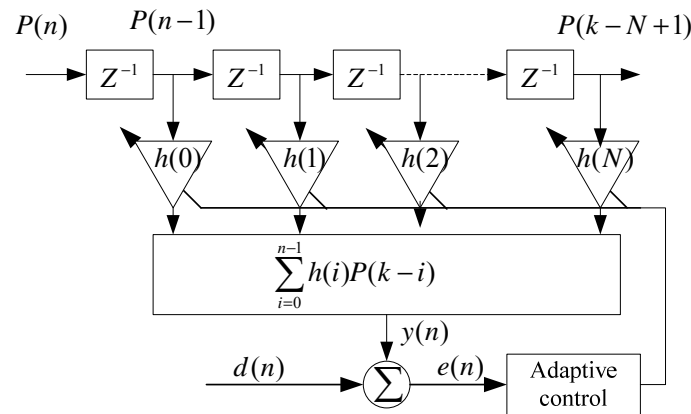 P(n) P(n−1) P(k−N+1)
Z⁻¹ Z⁻¹ Z⁻¹ Z⁻¹
h(0) h(1) h(2) h(N)
n−1
∑ h(i)P(k−i)
i=0
y(n)
d(n) ∑ e(n) Adaptive
control